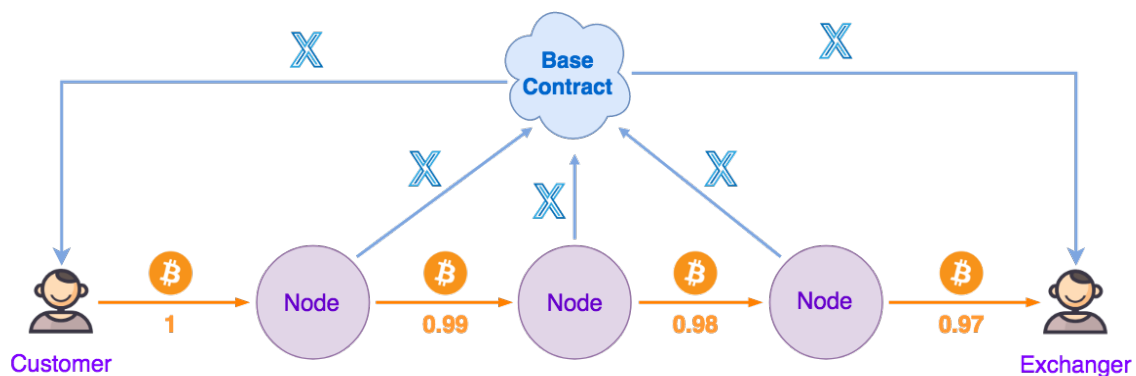 Base
Contract
Node
Node
Node
1
0.99
0.98
0.97
Customer
Exchanger